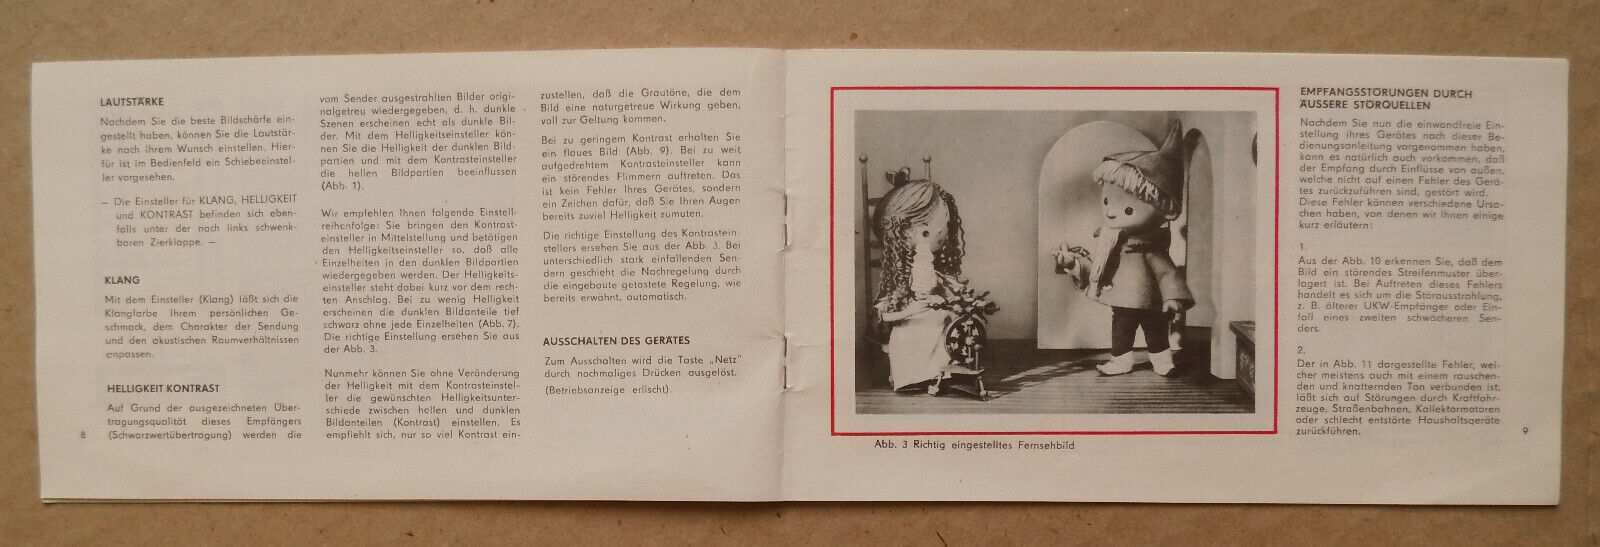 LAUTSTÄRKE
Nachdem Sie die beste Bildschärfe ein-
gestellt haben, können Sie die Lautstär-
ke nach ihrem Wunsch einstellen. Hier-
für ist im Bedienfeld ein Schiebeeinstel-
ler vorgesehen.
– Die Einsteller für KLANG, HELLIGKEIT
und KONTRAST befinden sich eben-
falls unter der nach links schwenk-
baren Zierklappe. –
KLANG
Mit dem Einsteller (Klang) läßt sich die
Klangfarbe Ihrem persönlichen Ge-
schmack, dem Charakter der Sendung
und den akustischen Raumverhältnissen
anpassen.
HELLIGKEIT KONTRAST
Auf Grund der ausgezeichneten Über-
tragungsqualität dieses Empfängers
(Schwarzwertübertragung) werden die
8
vom Sender ausgestrahlten Bilder origi-
nalgetreu wiedergegeben, d. h. dunkle
Szenen erscheinen echt als dunkle Bil-
der. Mit dem Helligkeitseinsteller kön-
nen Sie die Helligkeit der dunklen Bild-
partien und mit dem Kontrasteinsteller
die hellen Bildpartien beeinflussen
(Abb. 1).
Wir empfehlen Ihnen folgende Einstell-
reihenfolge: Sie bringen den Kontrast-
einsteller in Mittelstellung und betätigen
den Helligkeitseinsteller so, daß alle
Einzelheiten in den dunklen Bildpartien
wiedergegeben werden. Der Helligkeits-
einsteller steht dabei kurz vor dem rech-
ten Anschlag. Bei zu wenig Helligkeit
erscheinen die dunklen Bildanteile tief
schwarz ohne jede Einzelheiten (Abb. 7).
Die richtige Einstellung ersehen Sie aus
der Abb. 3.
Nunmehr können Sie ohne Veränderung
der Helligkeit mit dem Kontrasteinstel-
ler die gewünschten Helligkeitsunter-
schiede zwischen hellen und dunklen
Bildanteilen (Kontrast) einstellen. Es
empfiehlt sich, nur so viel Kontrast ein-
zustellen, daß die Grautöne, die dem
Bild eine naturgetreue Wirkung geben,
voll zur Geltung kommen.
Bei zu geringem Kontrast erhalten Sie
ein flaues Bild (Abb. 9). Bei zu weit
aufgedrehtem Kontrasteinsteller kann
ein störendes Flimmern auftreten. Das
ist kein Fehler Ihres Gerätes, sondern
ein Zeichen dafür, daß Sie Ihren Augen
bereits zuviel Helligkeit zumuten.
Die richtige Einstellung des Kontrastein-
stellers ersehen Sie aus der Abb. 3. Bei
unterschiedlich stark einfallenden Sen-
dern geschieht die Nachregelung durch
die eingebaute getastete Regelung, wie
bereits erwähnt, automatisch.
AUSSCHALTEN DES GERÄTES
Zum Ausschalten wird die Taste „Netz"
durch nochmaliges Drücken ausgelöst.
(Betriebsanzeige erlischt).
Abb. 3 Richtig eingestelltes Fernsehbild
EMPFANGSSTÖRUNGEN DURCH
ÄUSSERE STÖRQUELLEN
Nachdem Sie nun die einwandfreie Ein-
stellung ihres Gerätes nach dieser Be-
dienungsanleitung vorgenommen haben,
kann es natürlich auch vorkommen, daß
der Empfang durch Einflüsse von außen,
welche nicht auf einen Fehler des Gerä-
tes zurückzuführen sind, gestört wird.
Diese Fehler können verschiedene Ursa-
chen haben, von denen wir Ihnen einige
kurz erläutern:
1.
Aus der Abb. 10 erkennen Sie, daß dem
Bild ein störendes Streifenmuster über-
lagert ist. Bei Auftreten dieses Fehlers
handelt es sich um die Störausstrahlung,
z. B. älterer UKW-Empfänger oder Ein-
fall eines zweiten schwächeren Sen-
ders.
2.
Der in Abb. 11 dargestellte Fehler, wel-
cher meistens auch mit einem rauschen-
den und knatternden Ton verbunden ist,
läßt sich auf Störungen durch Kraftfahr-
zeuge, Straßenbahnen, Kollektormotoren
oder schlecht entstörte Haushaltsgeräte
zurückführen.
9